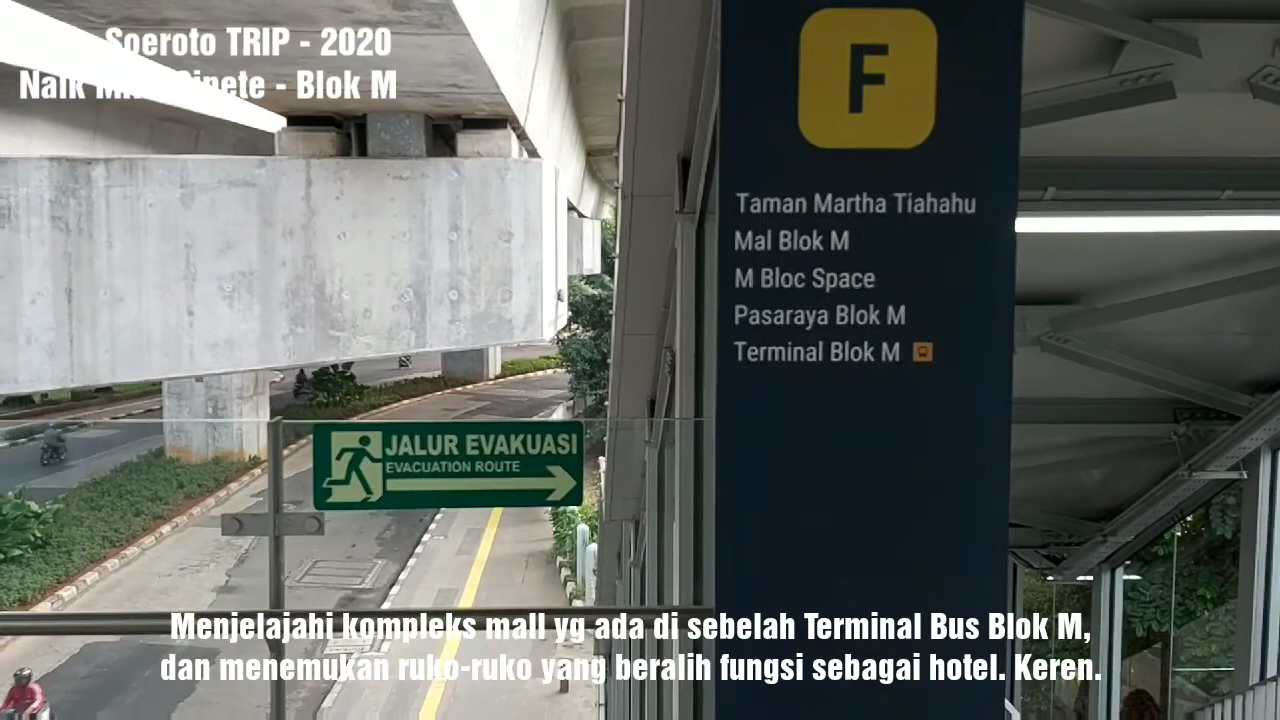 Soeroto TRIP - 2020
Naik - Blok M
F
Taman Martha Tiahahu
Mal Blok M
M Bloc Space
Pasaraya Blok M
Terminal Blok M
JALUR EVAKUASI
EVACUATION ROUTE
Menjelajahi kompleks mall yg ada di sebelah Terminal Bus Blok M,
dan menemukan ruko-ruko yang beralih fungsi sebagai hotel. Keren.